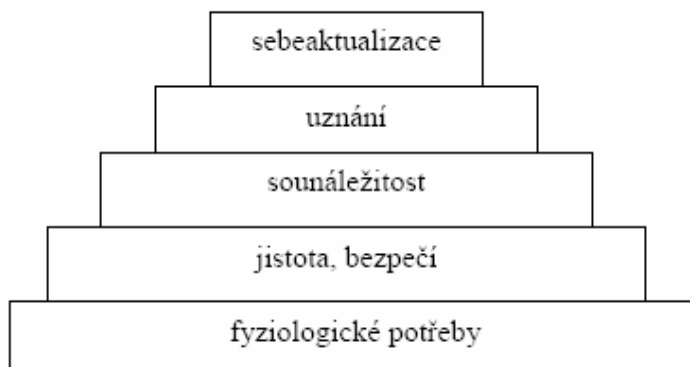 sebeaktualizace
uznání
sounáležitost
jistota, bezpečí
fyziologické potřeby